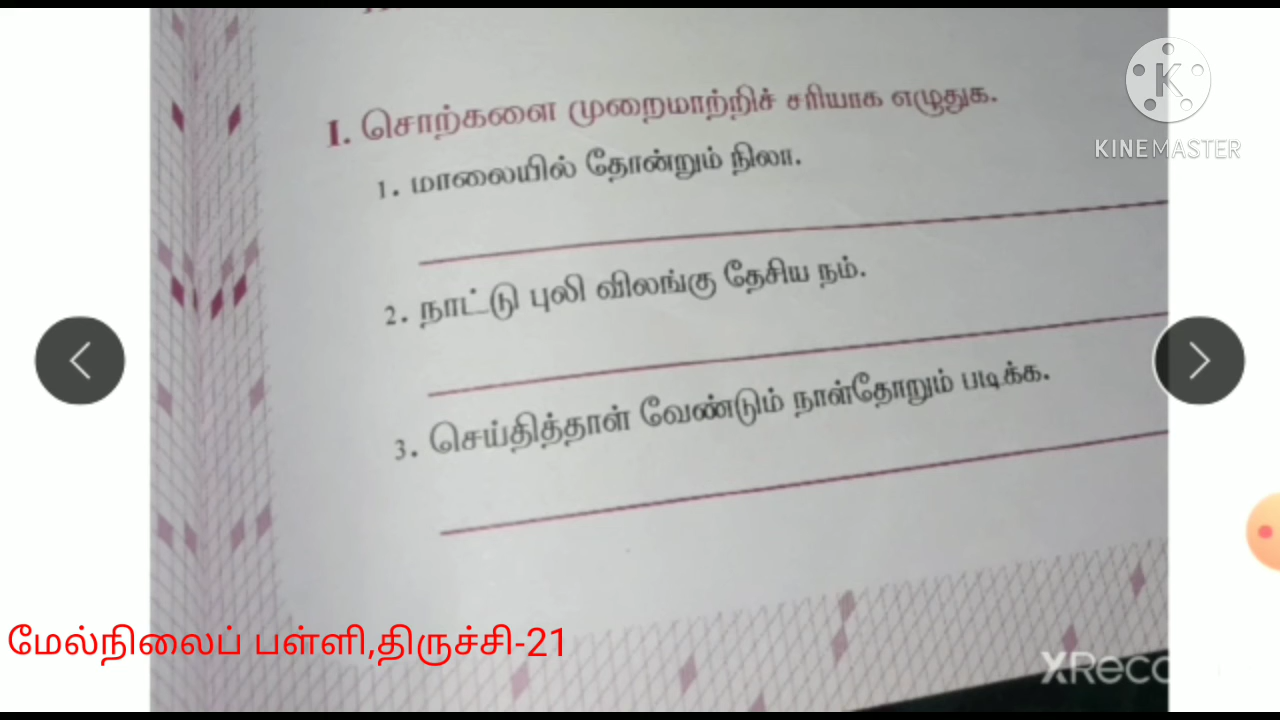 I. சொற்களை முறைமாற்றிச் சரியாக எழுதுக.
1. மாலையில் தோன்றும் நிலா.
2. நாட்டு புலி விலங்கு தேசிய நம்.
3. செய்தித்தாள் வேண்டும் நாள்தோறும் படிக்க.
மேல்நிலைப் பள்ளி,திருச்சி-21
K
KINEMASTER
XReco